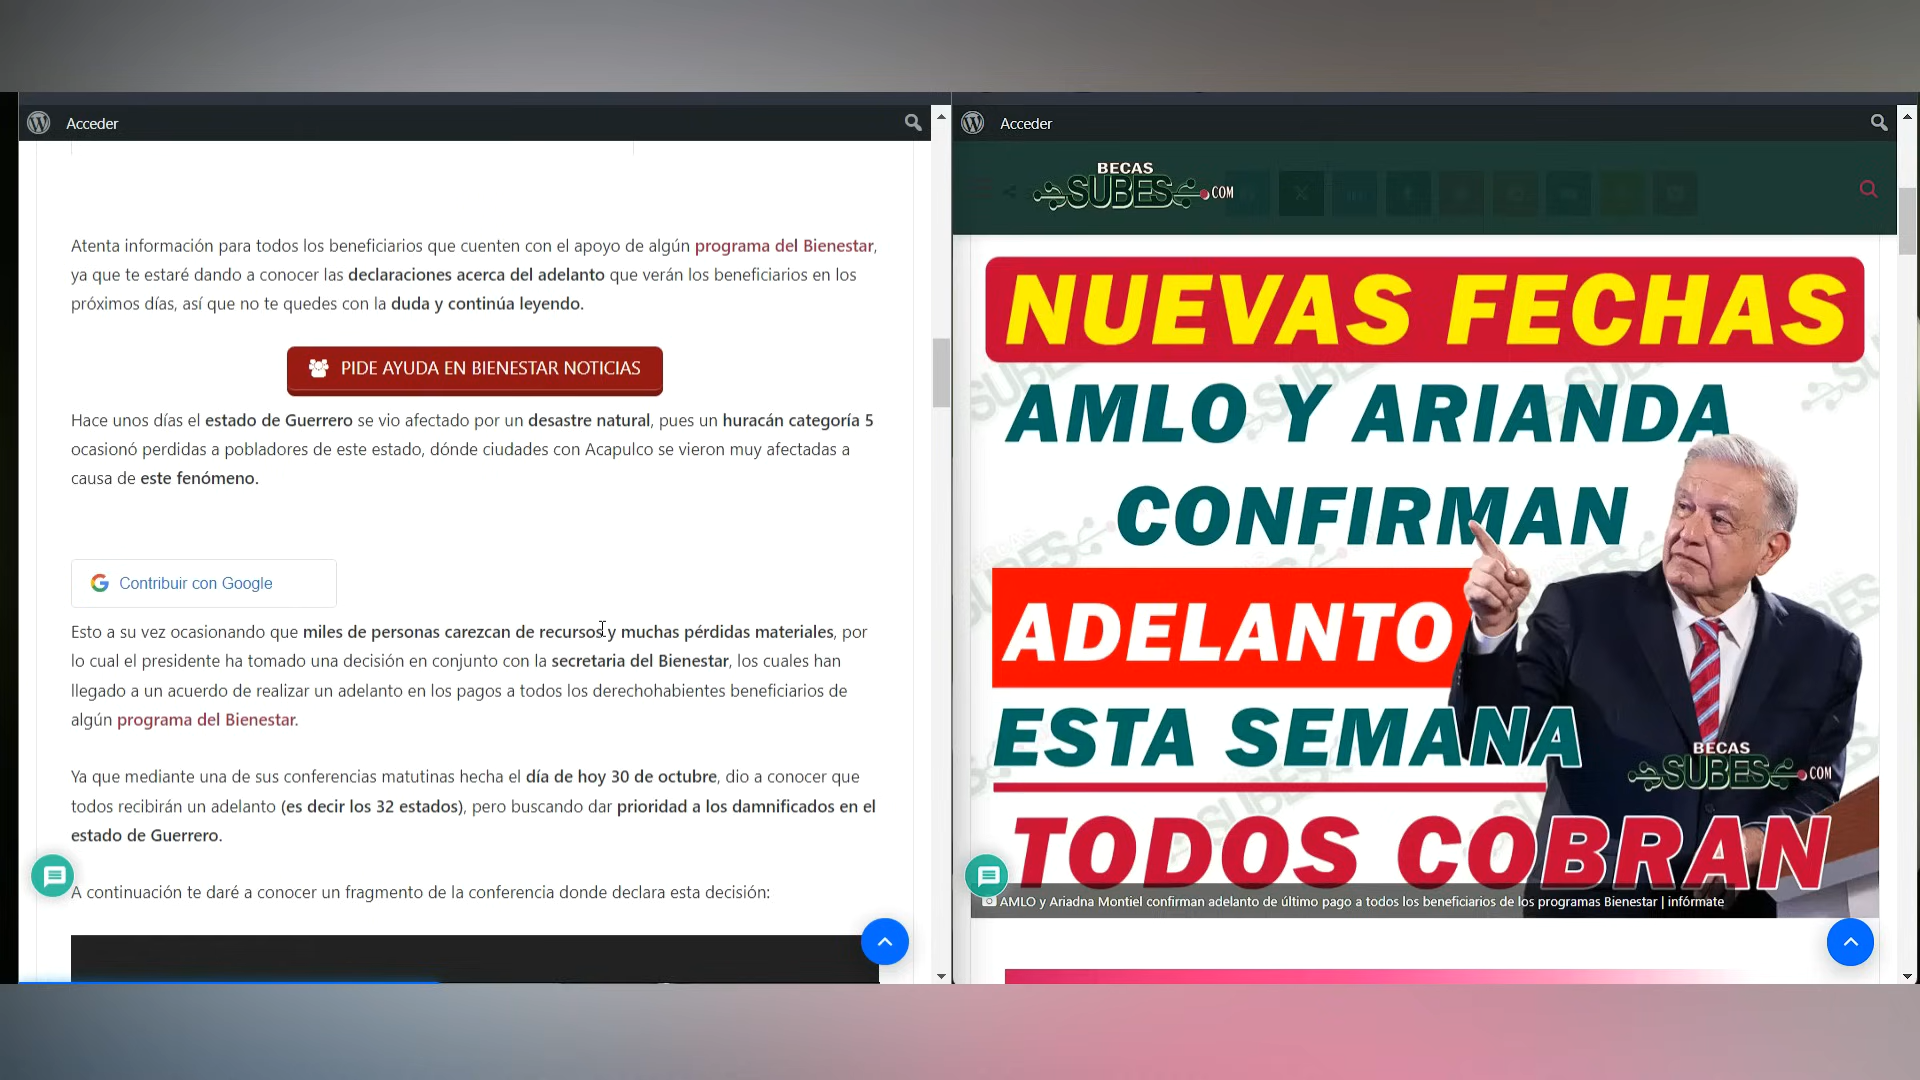 Acceder
Atenta información para todos los beneficiarios que cuenten con el apoyo de algún programa del Bienestar,
ya que te estaré dando a conocer las declaraciones acerca del adelanto que verán los beneficiarios en los
próximos días, así que no te quedes con la duda y continúa leyendo.
PIDE AYUDA EN BIENESTAR NOTICIAS
Hace unos días el estado de Guerrero se vio afectado por un desastre natural, pues un huracán categoría 5
ocasionó perdidas a pobladores de este estado, dónde ciudades con Acapulco se vieron muy afectadas a
causa de este fenómeno.
Contribuir con Google
Esto a su vez ocasionando que miles de personas carezcan de recursos y muchas pérdidas materiales, por
lo cual el presidente ha tomado una decisión en conjunto con la secretaria del Bienestar, los cuales han
llegado a un acuerdo de realizar un adelanto en los pagos a todos los derechohabientes beneficiarios de
algún programa del Bienestar.
Ya que mediante una de sus conferencias matutinas hecha el día de hoy 30 de octubre, dio a conocer que
todos recibirán un adelanto (es decir los 32 estados), pero buscando dar prioridad a los damnificados en el
estado de Guerrero.
A continuación te daré a conocer un fragmento de la conferencia donde declara esta decisión:
Acceder
BECAS
SUBES .COM
NUEVAS FECHAS
AMLO Y ARIANDA
CONFIRMAN
ADELANTO
ESTA SEMANA
BECAS
SUBES .COM
TODOS COBRAN
AMLO y Ariadna Montiel confirman adelanto de último pago a todos los beneficiarios de los programas Bienestar | infórmate